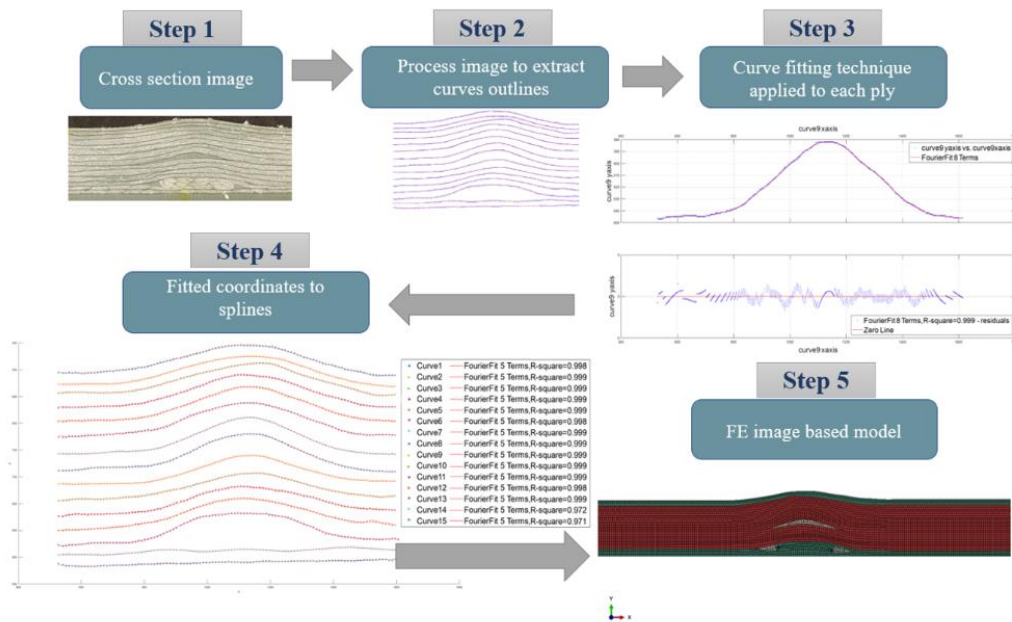 Step 1
Cross section image
Step 2
Process image to extract
curves outlines
Step 3
Curve fitting technique
applied to each ply
curve9 xaxis
curve9 yaxis
curve9 yaxis vs. curve9xaxis
FourierFit 8 Terms
curve9 yaxis
FourierFit 8 Terms,R-square=0.999 - residuals
Zero Line
curve9 xaxis
Step 4
Fitted coordinates to
splines
Curve1 FourierFit 5 Terms,R-square=0.998
Curve2 FourierFit 5 Terms,R-square=0.999
Curve3 FourierFit 5 Terms,R-square=0.999
Curve4 FourierFit 5 Terms,R-square=0.999
Curve5 FourierFit 5 Terms,R-square=0.999
Curve6 FourierFit 5 Terms,R-square=0.998
Curve7 FourierFit 5 Terms,R-square=0.999
Curve8 FourierFit 5 Terms,R-square=0.999
Curve9 FourierFit 5 Terms,R-square=0.999
Curve10 FourierFit 5 Terms,R-square=0.999
Curve11 FourierFit 5 Terms,R-square=0.999
Curve12 FourierFit 5 Terms,R-square=0.998
Curve13 FourierFit 5 Terms,R-square=0.999
Curve14 FourierFit 5 Terms,R-square=0.972
Curve15 FourierFit 5 Terms,R-square=0.971
Step 5
FE image based model
Y
X